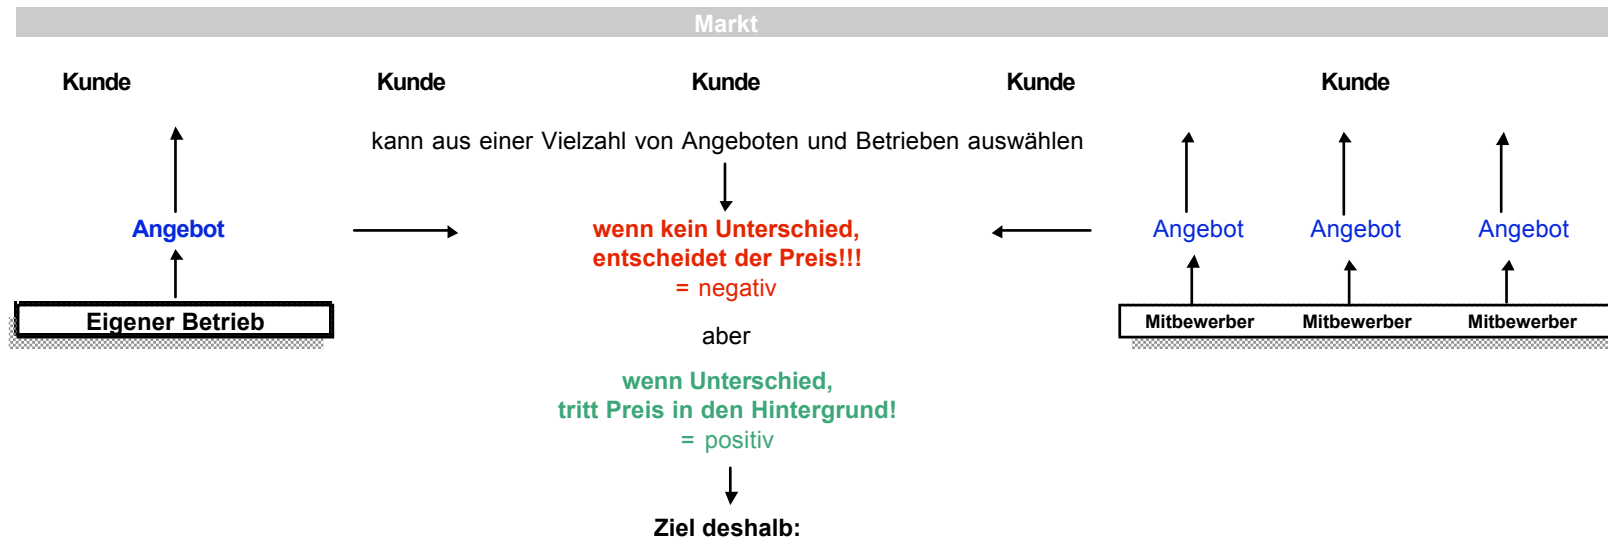 Markt
Kunde Kunde Kunde Kunde Kunde
kann aus einer Vielzahl von Angeboten und Betrieben auswählen
Angebot wenn kein Unterschied, Angebot Angebot Angebot
entscheidet der Preis!!!
= negativ
Eigener Betrieb Mitbewerber Mitbewerber Mitbewerber
aber
wenn Unterschied,
tritt Preis in den Hintergrund!
= positiv
Ziel deshalb: